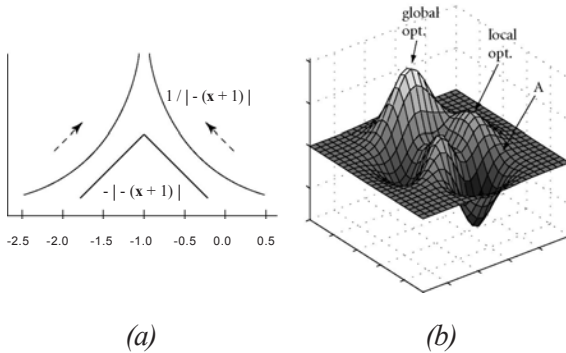 global
opt.
local
opt.
A
1 / | - (x + 1) |
- | - (x + 1) |
-2.5 -2.0 -1.5 -1.0 -0.5 0.0 0.5
(a) (b)